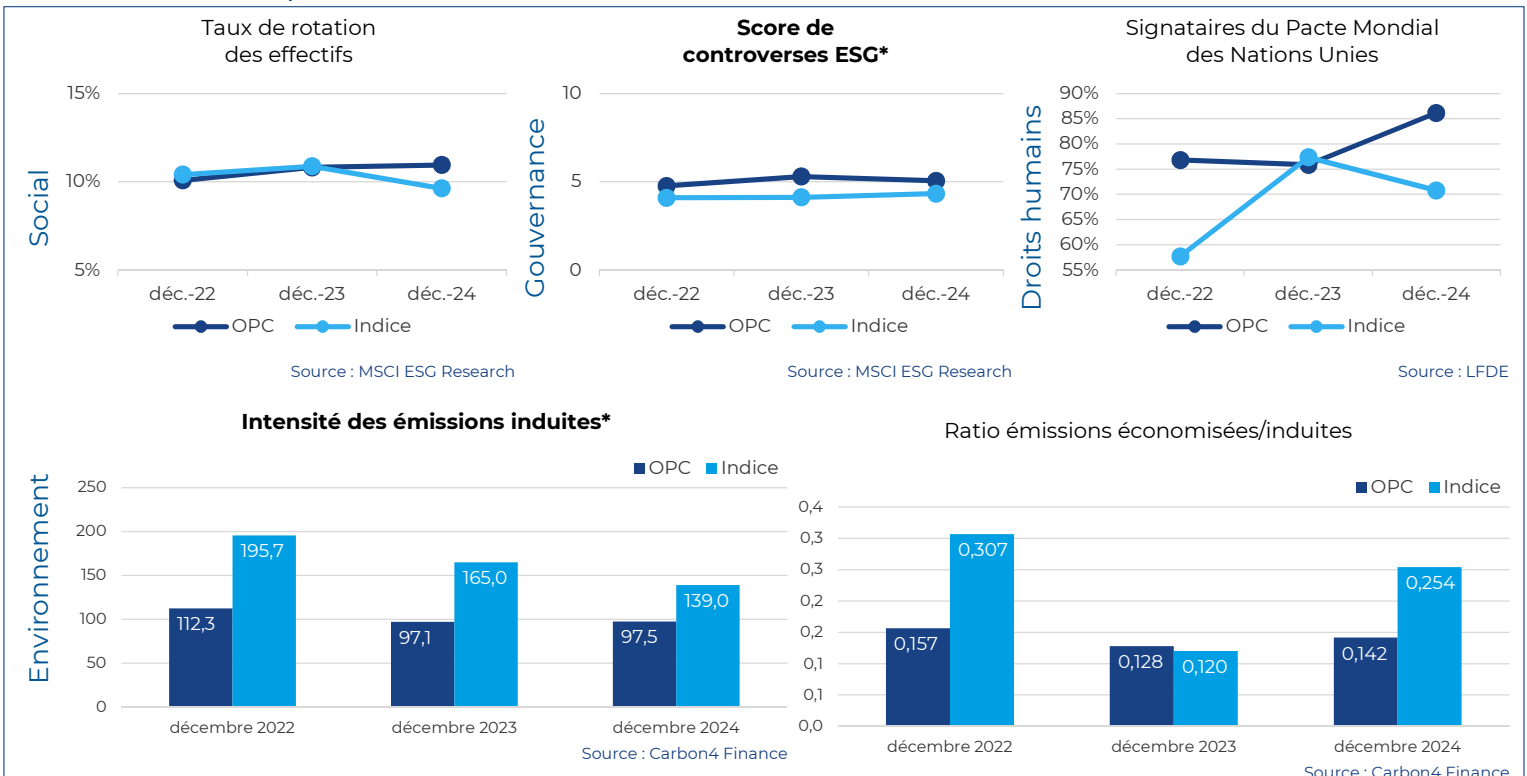 Taux de rotation
des effectifs
Social
15%
10%
5%
déc.-22 déc.-23 déc.-24
OPC Indice
Source : MSCI ESG Research
Score de
controverses ESG*
Gouvernance
10
5
0
déc.-22 déc.-23 déc.-24
OPC Indice
Source : MSCI ESG Research
Signataires du Pacte Mondial
des Nations Unies
Droits humains
90%
85%
80%
75%
70%
65%
60%
55%
déc.-22 déc.-23 déc.-24
OPC Indice
Source : LFDE
Intensité des émissions induites*
Environnement
OPC Indice
250
200
150
100
50
0
112,3 195,7
97,1 165,0
97,5 139,0
décembre 2022 décembre 2023 décembre 2024
Source : Carbon4 Finance
Ratio émissions économisées/induites
OPC Indice
0,4
0,3
0,3
0,2
0,2
0,1
0,1
0,0
0,157 0,307
0,128 0,120
0,142 0,254
décembre 2022 décembre 2023 décembre 2024
Source : Carbon4 Finance